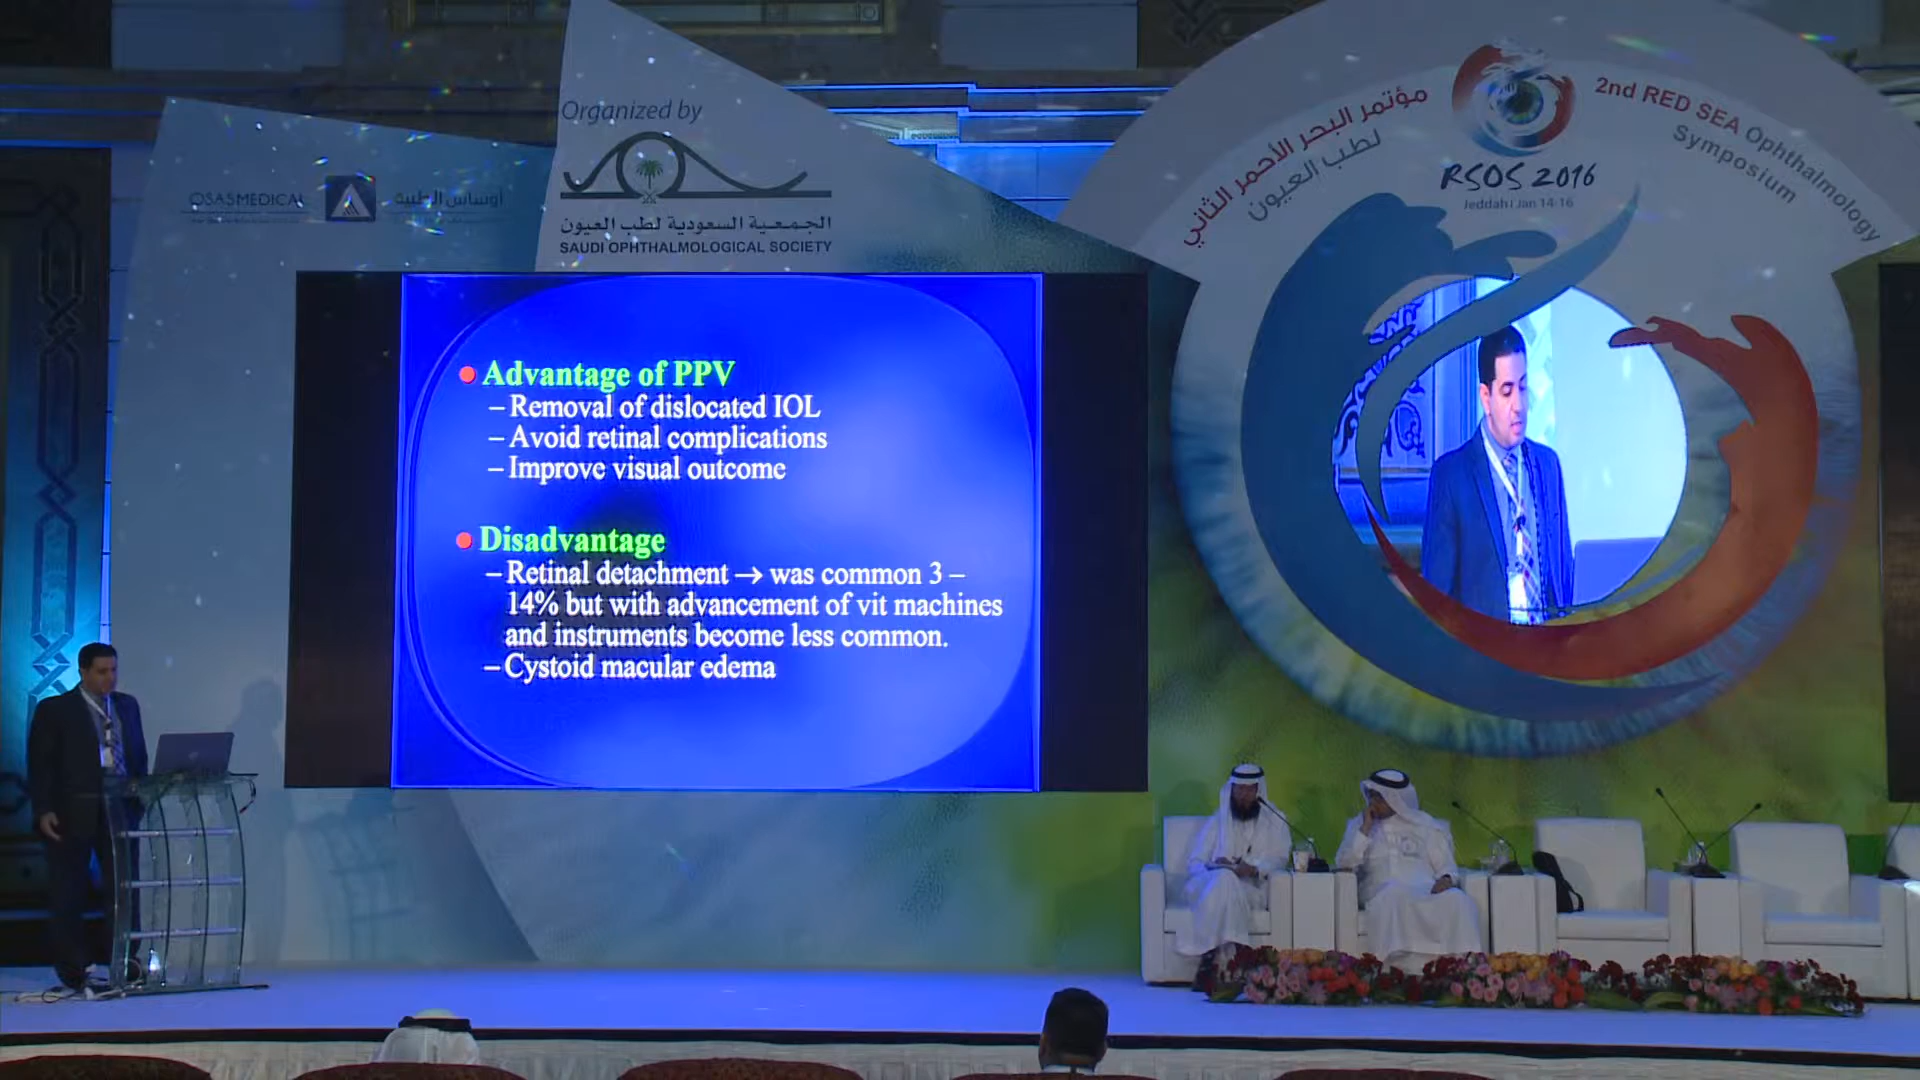 Organized by
الجمعية السعودية لطب العيون
SAUDI OPHTHALMOLOGICAL SOCIETY
OSASMEDICAL
أوساس الطبية
مؤتمر البحر الأحمر الثاني
لطب العيون
2nd RED SEA Ophthalmology
Symposium
RSOS 2016
Jeddah | Jan 14-16
Advantage of PPV
– Removal of dislocated IOL
– Avoid retinal complications
– Improve visual outcome
Disadvantage
– Retinal detachment → was common 3 –
14% but with advancement of vit machines
and instruments become less common.
– Cystoid macular edema